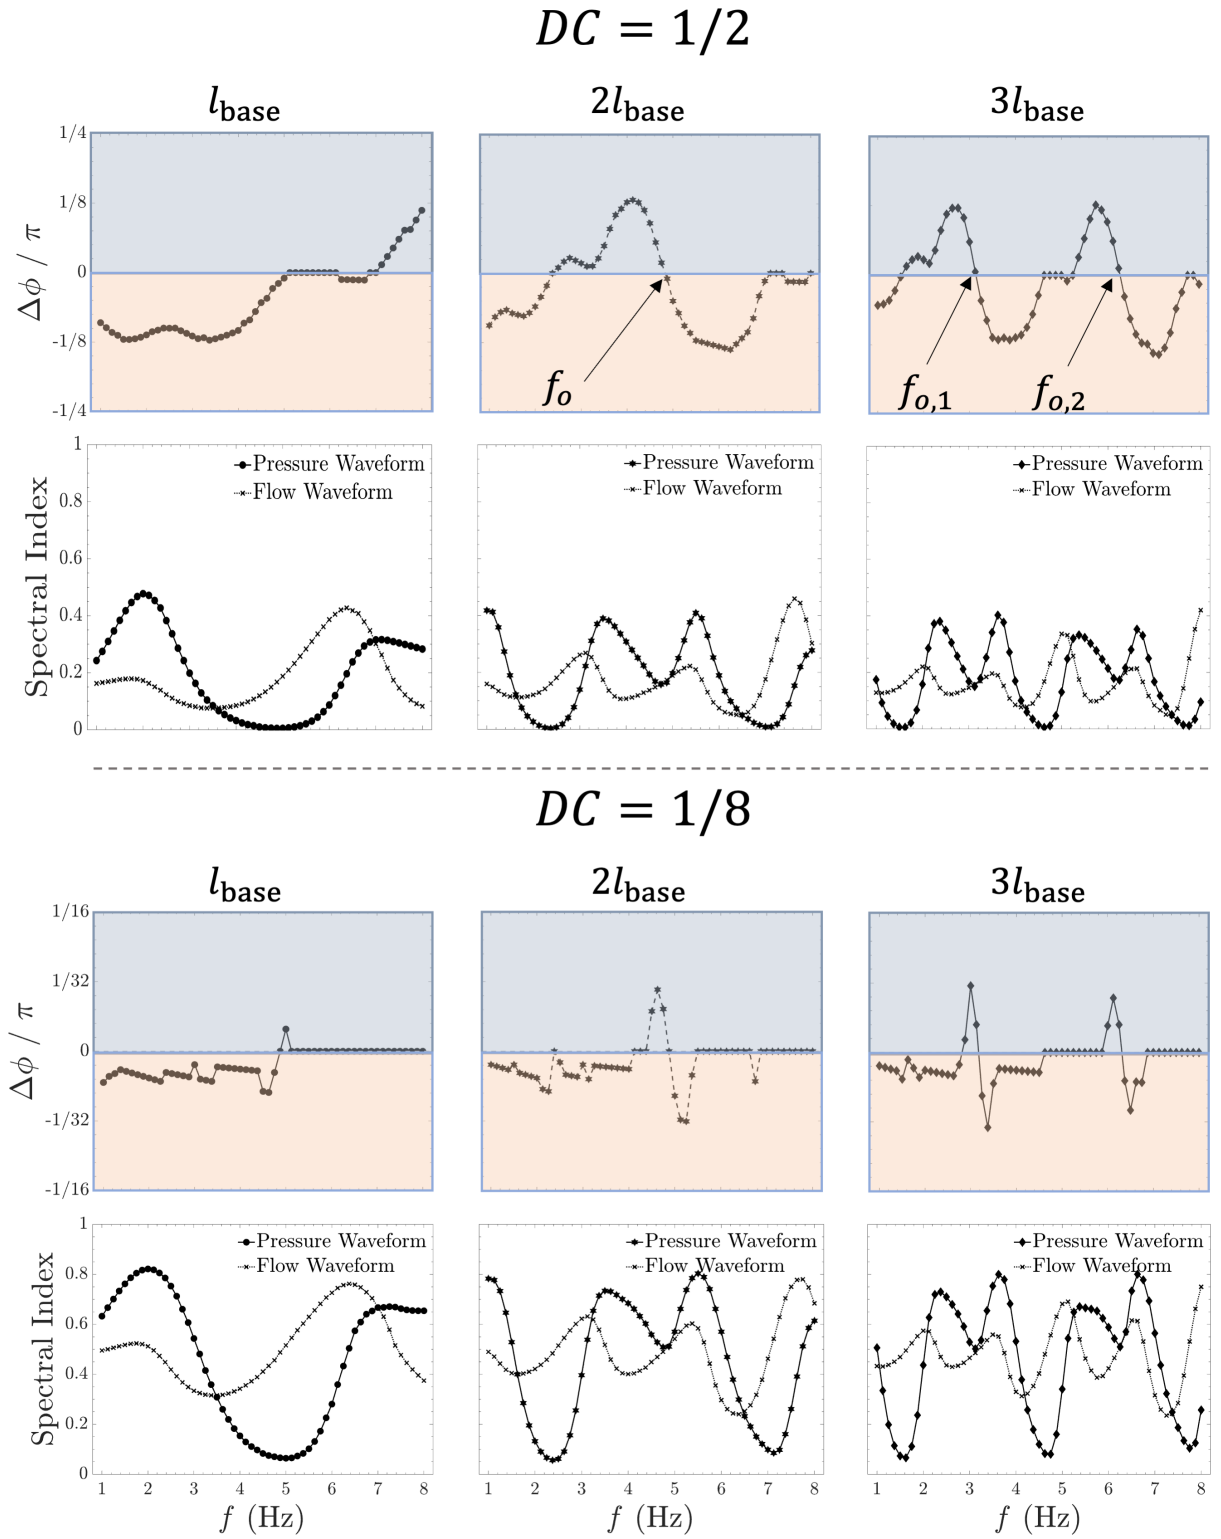 DC = 1/2
l_base 2l_base 3l_base
1/4
1/8
0
-1/8
-1/4
Δϕ / π
f_o
f_o,1 f_o,2
1
0.8
0.6
0.4
0.2
0
Spectral Index
Pressure Waveform
Flow Waveform
Pressure Waveform
Flow Waveform
Pressure Waveform
Flow Waveform
DC = 1/8
l_base 2l_base 3l_base
1/16
1/32
0
-1/32
-1/16
Δϕ / π
1
0.8
0.6
0.4
0.2
0
Spectral Index
Pressure Waveform
Flow Waveform
Pressure Waveform
Flow Waveform
Pressure Waveform
Flow Waveform
1 2 3 4 5 6 7 8
1 2 3 4 5 6 7 8
1 2 3 4 5 6 7 8
f (Hz) f (Hz) f (Hz)